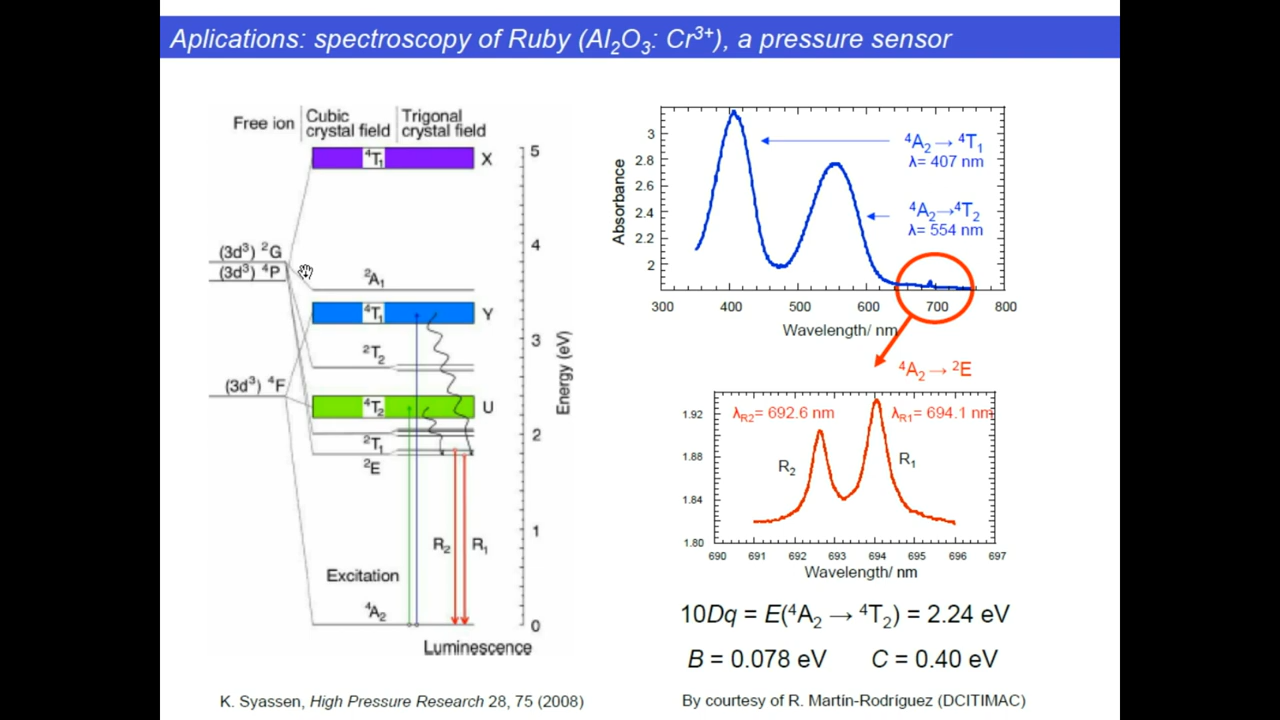 Aplications: spectroscopy of Ruby (Al₂O₃: Cr³⁺), a pressure sensor
Free ion
Cubic crystal field
Trigonal crystal field
⁴T₁
X
5
(3d³) ²G
4
(3d³) ⁴P
²A₁
⁴T₁
Y
3
²T₂
Energy (eV)
(3d³) ⁴F
⁴T₂
U
2
²T₁
²E
1
R₂
R₁
Excitation
⁴A₂
0
Luminescence
K. Syassen, High Pressure Research 28, 75 (2008)
Absorbance
3
2.8
2.6
2.4
2.2
2
⁴A₂→⁴T₁
λ= 407 nm
⁴A₂→⁴T₂
λ= 554 nm
300 400 500 600 700 800
Wavelength/ nm
⁴A₂→²E
1.92
1.88
1.84
1.80
λR2= 692.6 nm
λR1= 694.1 nm
R₂
R₁
690 691 692 693 694 695 696 697
Wavelength/ nm
10Dq = E(⁴A₂ → ⁴T₂) = 2.24 eV
B = 0.078 eV C = 0.40 eV
By courtesy of R. Martín-Rodríguez (DCITIMAC)